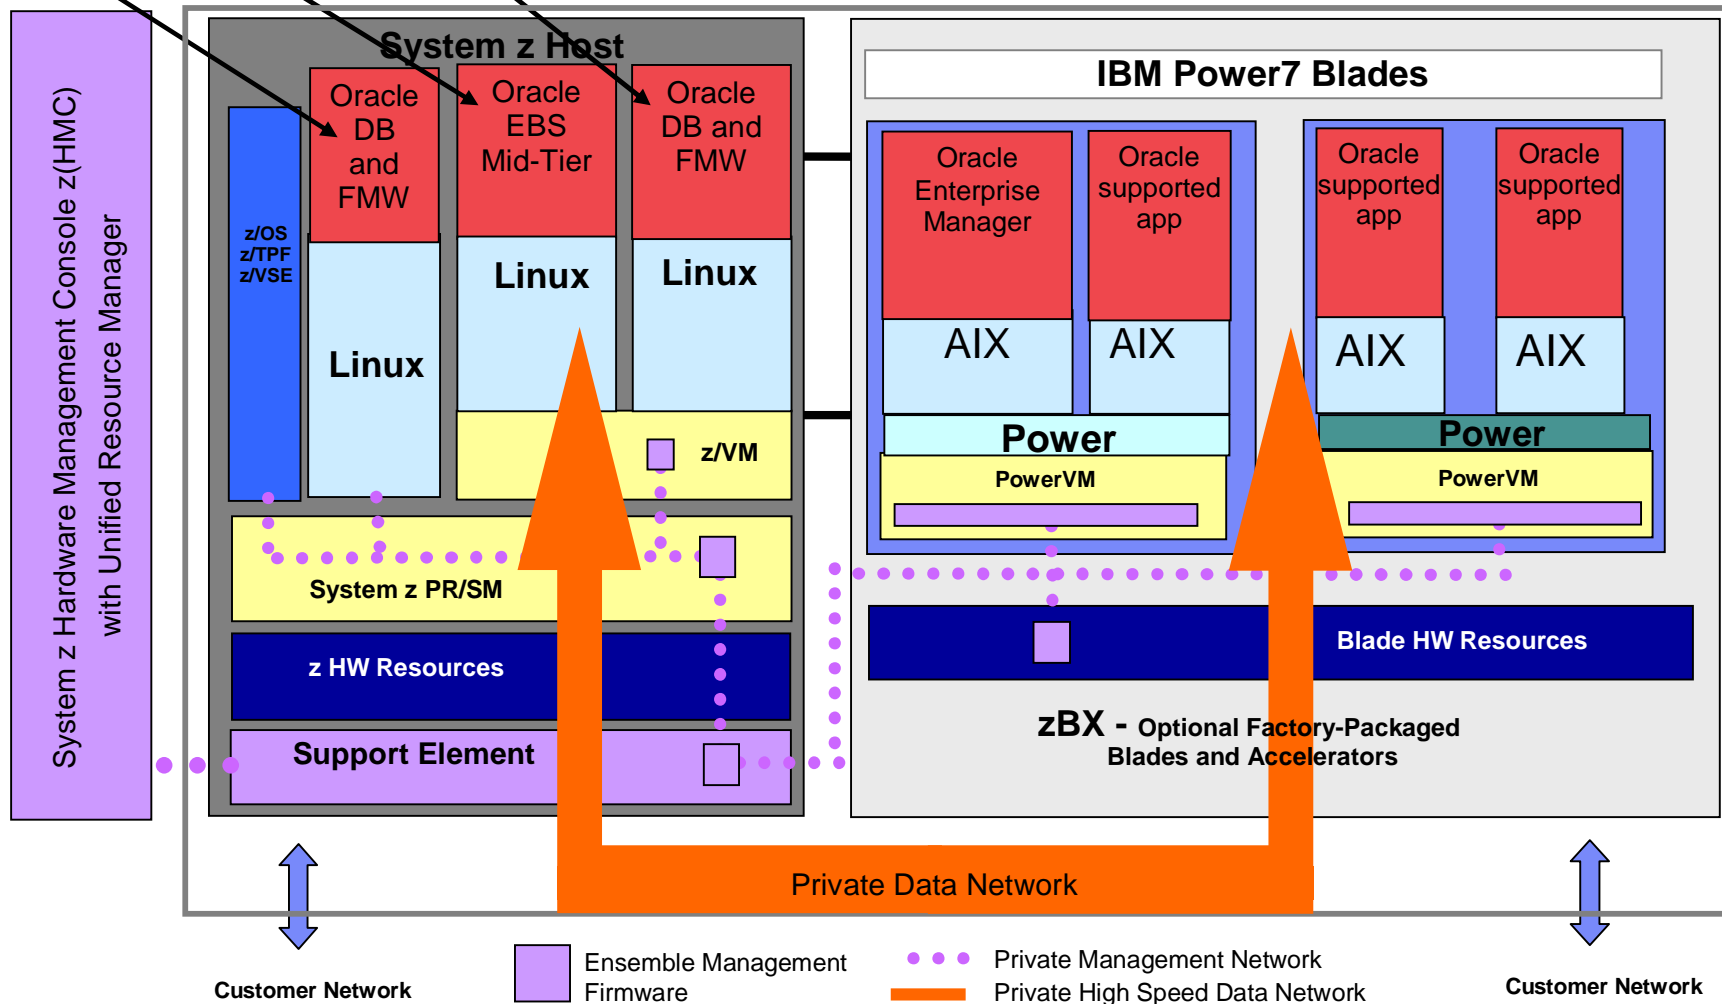 System z Hardware Management Console z(HMC)
with Unified Resource Manager
System z Host
Oracle
DB
and
FMW
Oracle
EBS
Mid-Tier
Oracle
DB and
FMW
z/OS
z/TPF
z/VSE
Linux
Linux
Linux
z/VM
System z PR/SM
z HW Resources
Support Element
IBM Power7 Blades
Oracle
Enterprise
Manager
Oracle
supported
app
Oracle
supported
app
Oracle
supported
app
AIX
AIX
AIX
AIX
Power
Power
PowerVM
PowerVM
Blade HW Resources
zBX - Optional Factory-Packaged
Blades and Accelerators
Private Data Network
Customer Network
Ensemble Management
Firmware
Private Management Network
Private High Speed Data Network
Customer Network